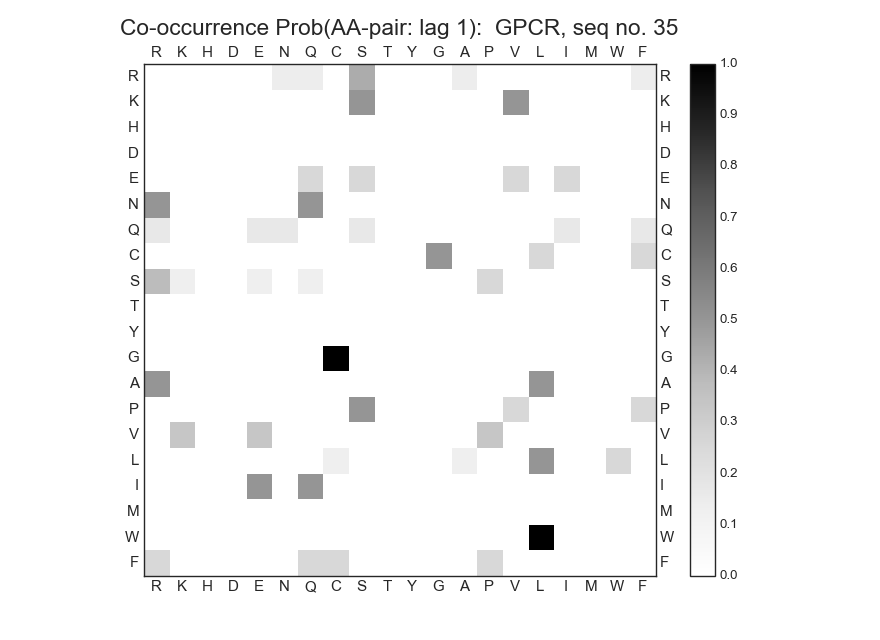 Co-occurrence Prob(AA-pair: lag 1):  GPCR, seq no. 35
R K H D E N Q C S T Y G A P V L I M W F
R R 1.0
K K 0.9
H H
D D 0.8
E E
N N 0.7
Q Q
C C 0.6
S S
T T 0.5
Y Y
G G 0.4
A A
P P 0.3
V V
L L 0.2
I I
M M 0.1
W W
F F 0.0
R K H D E N Q C S T Y G A P V L I M W F